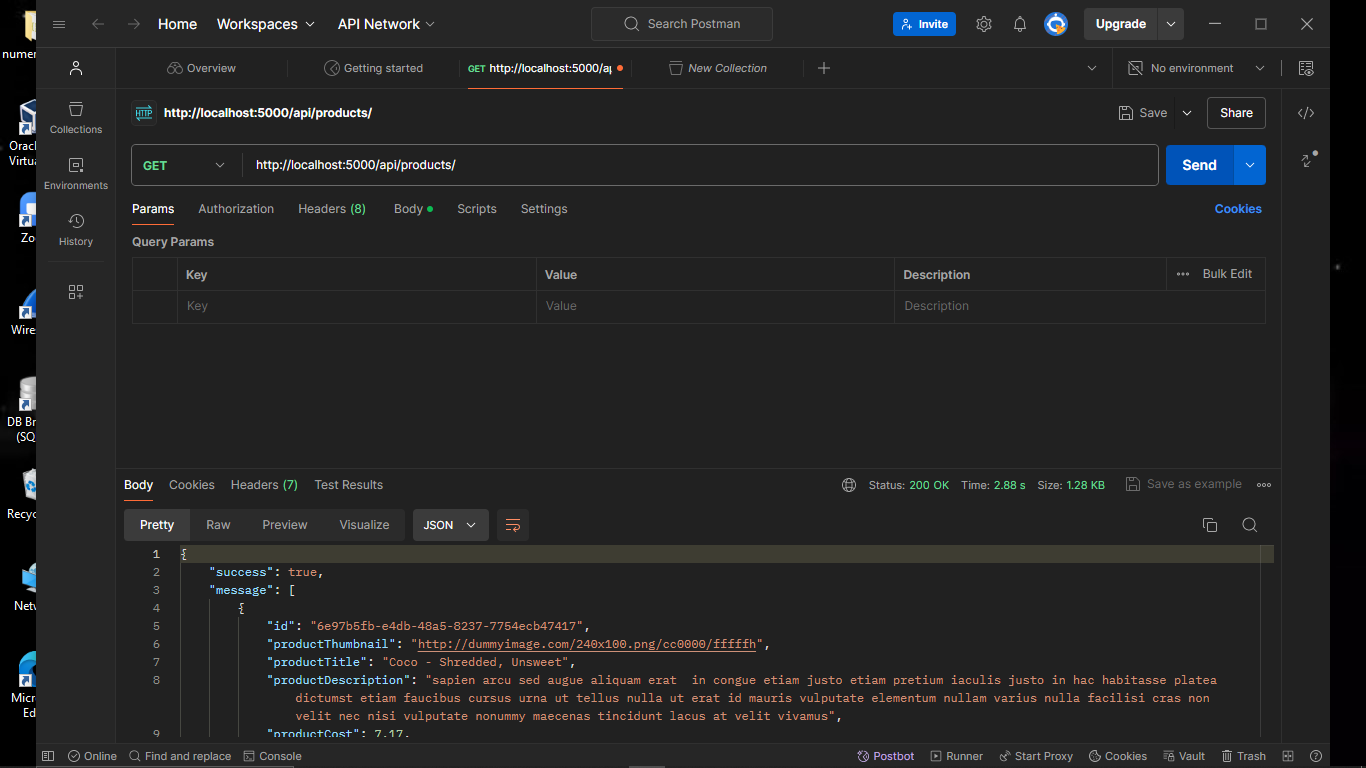 numer
Home Workspaces API Network Search Postman Invite Upgrade
Overview Getting started GET http://localhost:5000/a New Collection No environment
HTTP http://localhost:5000/api/products/ Save Share
GET http://localhost:5000/api/products/ Send
Params Authorization Headers (8) Body Scripts Settings Cookies
Query Params
Key Value Description Bulk Edit
Key Value Description
Collections
Environments
History
Orac
Virtu
Zo
Wire
DB Br
(SQ
Recyc
Netw
Micr
Ed
Body Cookies Headers (7) Test Results Status: 200 OK Time: 2.88 s Size: 1.28 KB Save as example
Pretty Raw Preview Visualize JSON
1 {
2 "success": true,
3 "message": [
4 {
5 "id": "6e97b5fb-e4db-48a5-8237-7754ecb47417",
6 "productThumbnail": "http://dummyimage.com/240x100.png/cc0000/fffffh",
7 "productTitle": "Coco - Shredded, Unsweet",
8 "productDescription": "sapien arcu sed augue aliquam erat  in congue etiam justo etiam pretium iaculis justo in hac habitasse platea
dictumst etiam faucibus cursus urna ut tellus nulla ut erat id mauris vulputate elementum nullam varius nulla facilisi cras non
velit nec nisi vulputate nonummy maecenas tincidunt lacus at velit vivamus",
9 "productCost": 7.17,
Online Find and replace Console Postbot Runner Start Proxy Cookies Vault Trash